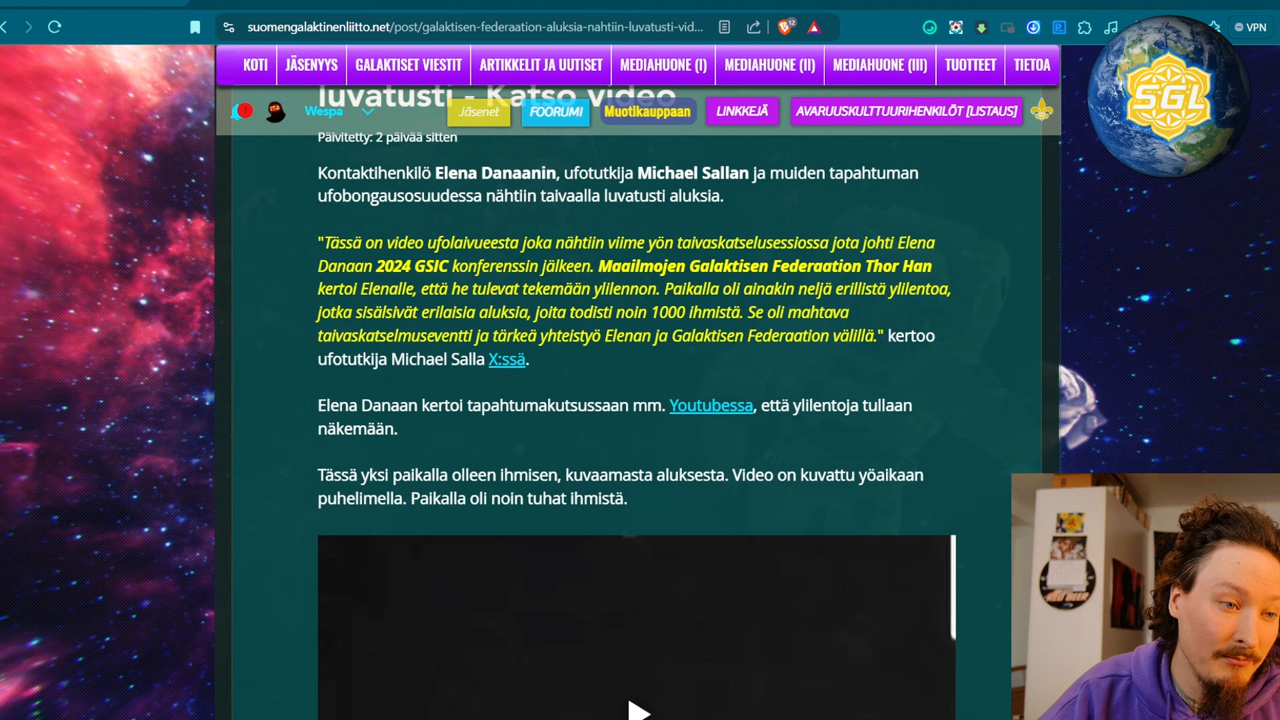 suomengalaktinenliitto.net/post/galaktisen-federaation-aluksia-nahtiin-luvatusti-vid...
12
VPN
KOTI JÄSENYYS GALAKTISET VIESTIT ARTIKKELIT JA UUTISET MEDIAHUONE (I) MEDIAHUONE (II) MEDIAHUONE (III) TUOTTEET TIETOA
SGL
luvatusti - Katso video
Wespa Jäsenet FOORUMI Muotikauppaan LINKKEJÄ AVARUUSKULTTUURIHENKILÖT [LISTAUS]
Päivitetty: 2 päivää sitten
Kontaktihenkilö Elena Danaanin, ufotutkija Michael Sallan ja muiden tapahtuman
ufobongausosuudessa nähtiin taivaalla luvatusti aluksia.
"Tässä on video ufolaivueesta joka nähtiin viime yön taivaskatselusessiossa jota johti Elena
Danaan 2024 GSIC konferenssin jälkeen. Maailmojen Galaktisen Federaation Thor Han
kertoi Elenalle, että he tulevat tekemään ylilennon. Paikalla oli ainakin neljä erillistä ylilentoa,
jotka sisälsivät erilaisia aluksia, joita todisti noin 1000 ihmistä. Se oli mahtava
taivaskatselmuseventti ja tärkeä yhteistyö Elenan ja Galaktisen Federaation välillä." kertoo
ufotutkija Michael Salla X:ssä.
Elena Danaan kertoi tapahtumakutsussaan mm. Youtubessa, että ylilentoja tullaan
näkemään.
Tässä yksi paikalla olleen ihmisen, kuvaamasta aluksesta. Video on kuvattu yöaikaan
puhelimella. Paikalla oli noin tuhat ihmistä.